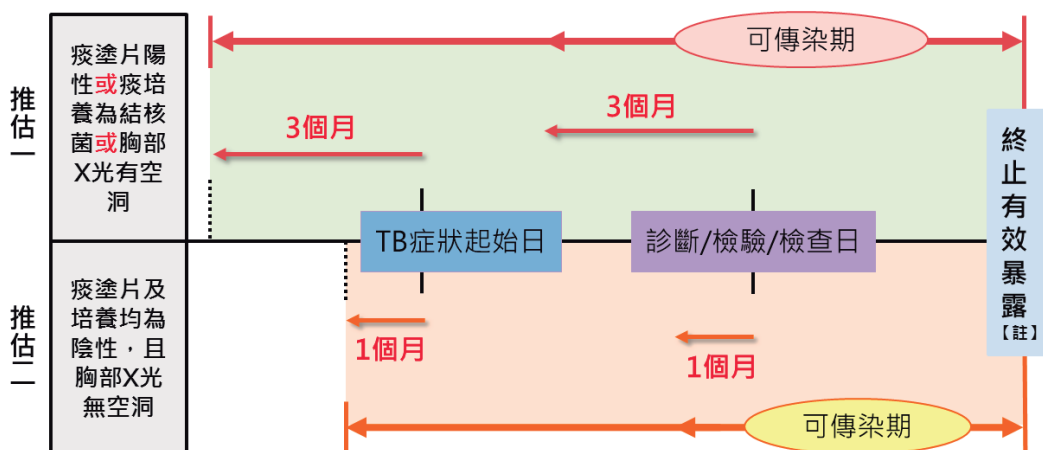 推估一
痰塗片陽
性或痰培
養為結核
菌或胸部
X光有空
洞
可傳染期
3個月
3個月
TB症狀起始日
診斷/檢驗/檢查日
終止有效暴露
【註】
推估二
痰塗片及
培養均為
陰性，且
胸部X光
無空洞
1個月
1個月
可傳染期